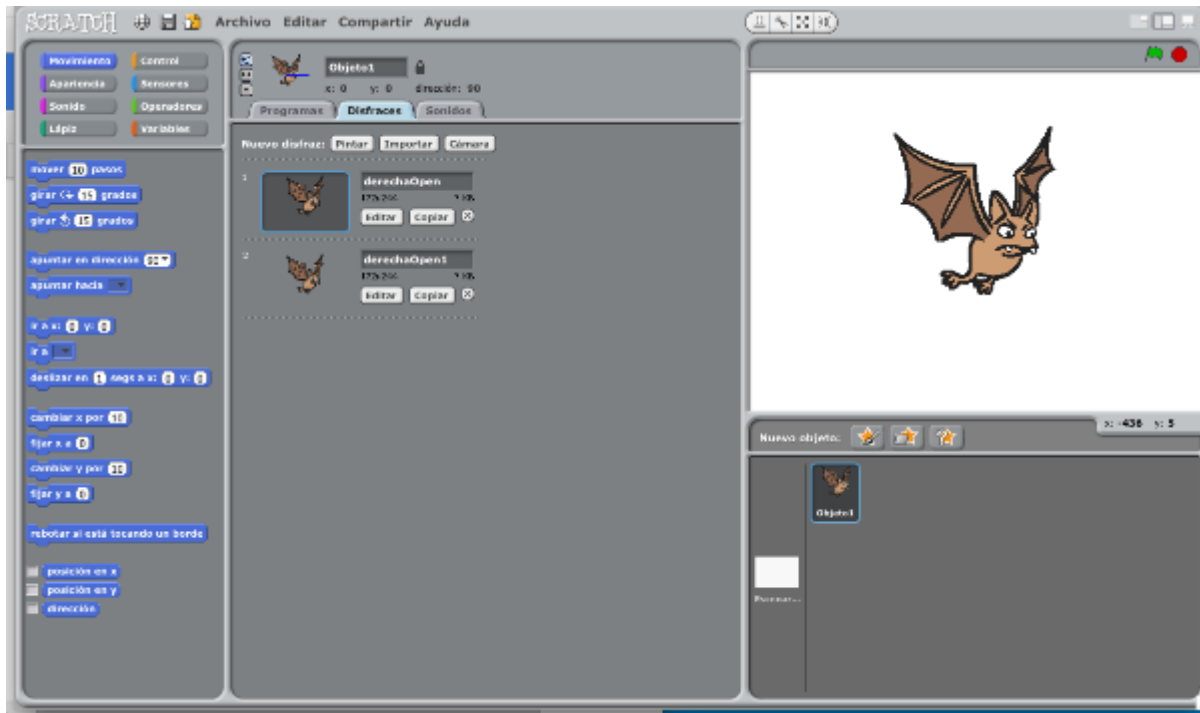 SCRATCH Archivo Editar Compartir Ayuda
Movimiento Control
Apariencia Sensores
Sonido Operadores
Lápiz Variables
mover 10 pasos
girar 15 grados
girar 15 grados
apuntar en dirección 90
apuntar hacia
ir a x: 0 y: 0
ir a
deslizar en 1 segs a x: 0 y: 0
cambiar x por 10
fijar x a 0
cambiar y por 10
fijar y a 0
rebotar si está tocando un borde
posición en x
posición en y
dirección
Objeto1
x: 0 y: 0 dirección: 90
Programas Disfraces Sonidos
Nuevo disfraz: Pintar Importar Cámara
1 derechaOpen
KB
Editar Copiar
2 derechaOpen1
KB
Editar Copiar
x: -436 y: 5
Nuevo objeto:
Objeto1